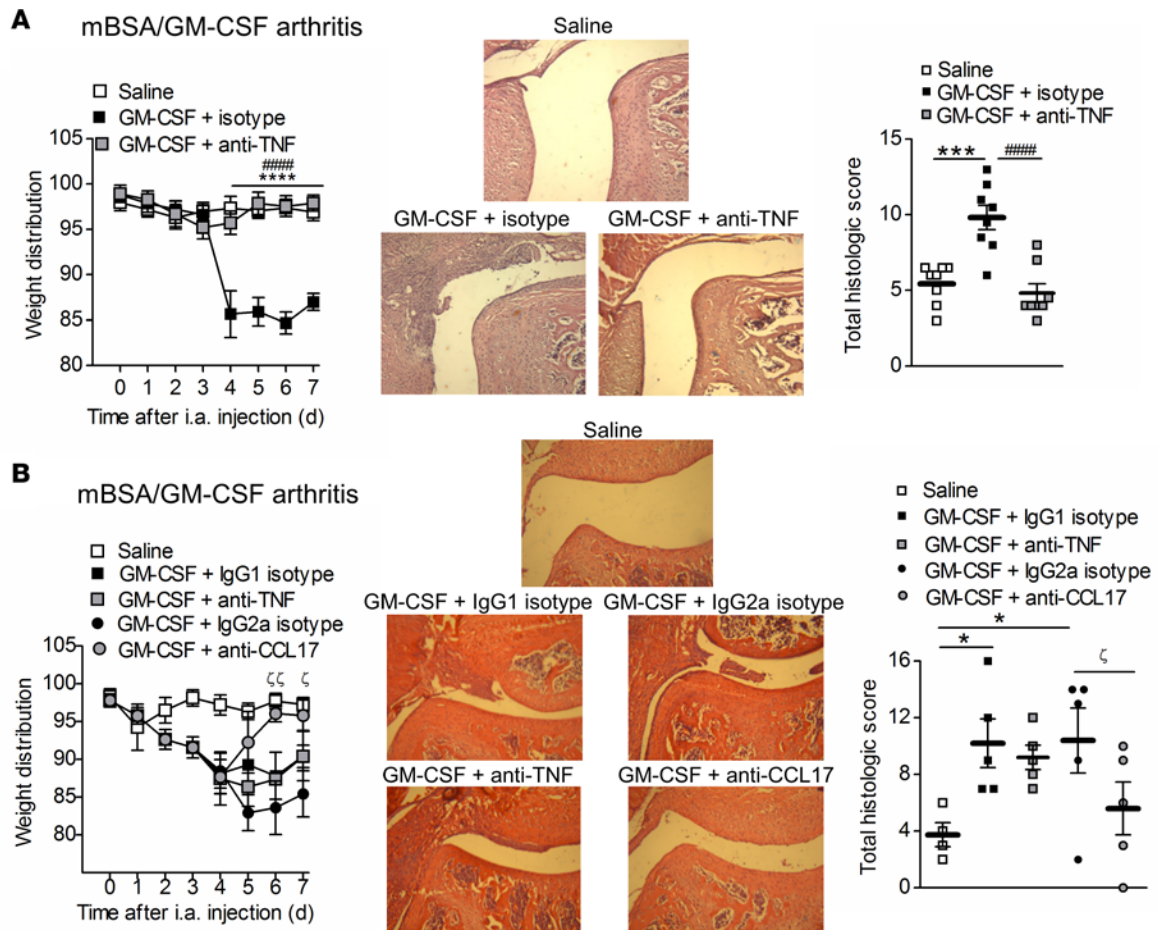 A
mBSA/GM-CSF arthritis
Saline
GM-CSF + isotype
GM-CSF + anti-TNF
####
****
105
100
95
90
85
80
Weight distribution
0 1 2 3 4 5 6 7
Time after i.a. injection (d)
Saline
GM-CSF + isotype
GM-CSF + anti-TNF
Saline
GM-CSF + isotype
GM-CSF + anti-TNF
***
####
15
10
5
0
Total histologic score
B
mBSA/GM-CSF arthritis
Saline
GM-CSF + IgG1 isotype
GM-CSF + anti-TNF
GM-CSF + IgG2a isotype
GM-CSF + anti-CCL17
ζζ ζ
105
100
95
90
85
80
Weight distribution
0 1 2 3 4 5 6 7
Time after i.a. injection (d)
Saline
GM-CSF + IgG1 isotype
GM-CSF + IgG2a isotype
GM-CSF + anti-TNF
GM-CSF + anti-CCL17
Saline
GM-CSF + IgG1 isotype
GM-CSF + anti-TNF
GM-CSF + IgG2a isotype
GM-CSF + anti-CCL17
*
*
ζ
16
12
8
4
0
Total histologic score